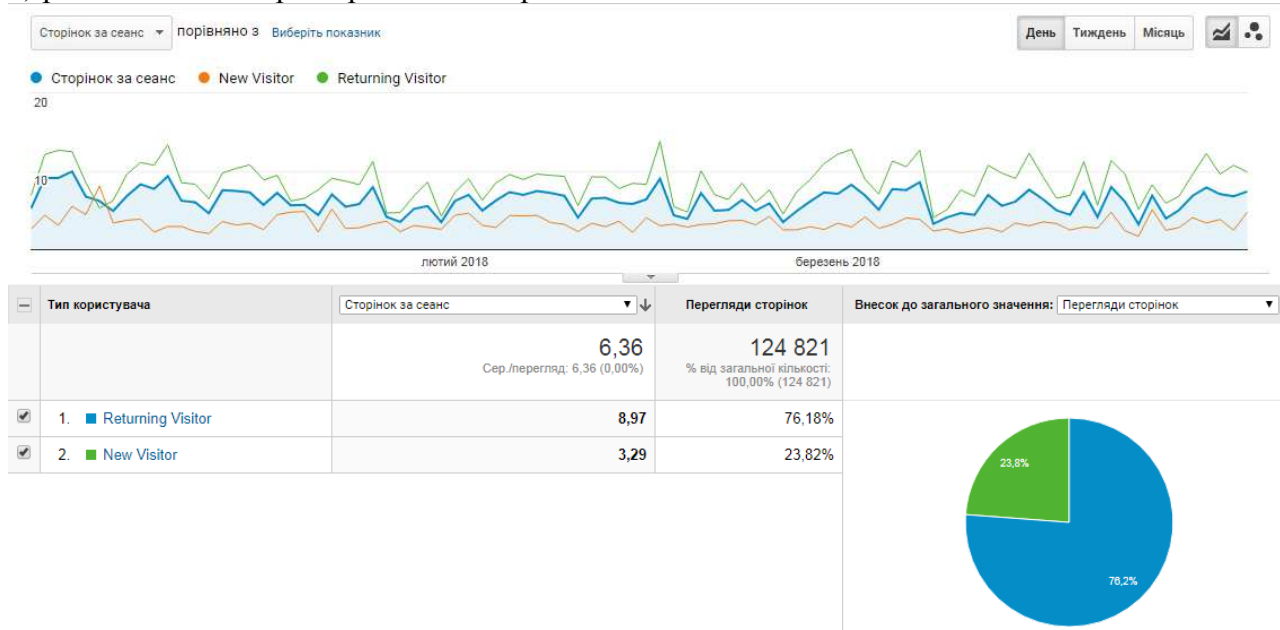 Сторінок за сеанс порівняно з Виберіть показник День Тиждень Місяць
Сторінок за сеанс New Visitor Returning Visitor
20
10
лютий 2018 березень 2018
Тип користувача Сторінок за сеанс Перегляди сторінок Внесок до загального значення: Перегляди сторінок
6,36 124 821
Сер./перегляд: 6,36 (0,00%) % від загальної кількості:
100,00% (124 821)
1. Returning Visitor 8,97 76,18%
2. New Visitor 3,29 23,82%
23,8%
76,2%